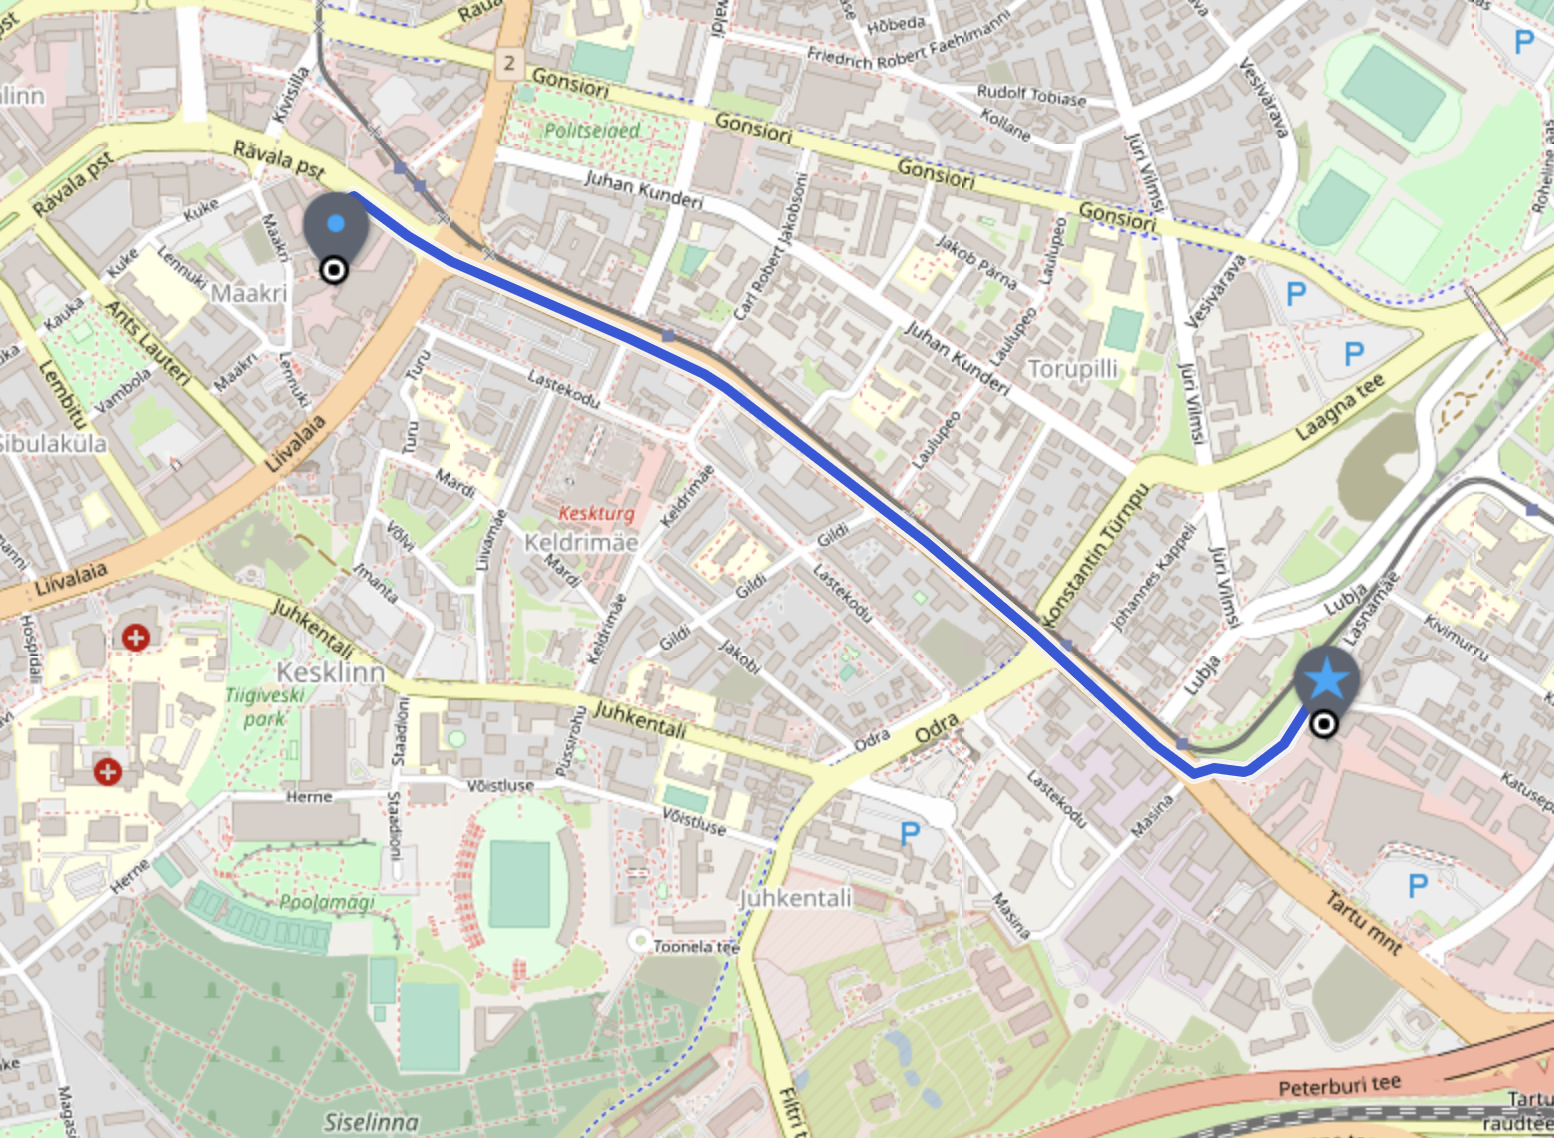 Raua
Hõbeda
Friedrich Robert Faehlmanni
Vesivärava
P
2
Gonsiori
Rudolf Tobiase
Kollane
Kivisilla
Gonsiori
Politseiaed
Jüri Vilmsi
Rävala pst
Rävala pst
Juhan Kunderi
Gonsiori
Gonsiori
Kuke
Maakri
Carl Robert Jakobsoni
Laulupeo
Jakob Pärna
Vesivärava
Kuke
Lennuki
Maakri
P
Kauka
Ants Lauteri
Juhan Kunderi
Laulupeo
Torupilli
P
Jüri Vilmsi
Lembitu
Vambola
Maakri
Lennuki
Turu
Lastekodu
Laagna tee
Sibulaküla
Liivalaia
Turu
Laulupeo
Mardi
Keldrimäe
Konstantin Türnpu
Keskturg
Keldrimäe
Võlvi
Liivamäe
Mardi
Gildi
Johannes Kappeli
Jüri Vilmsi
Liivalaia
Imanta
Gildi
Lastekodu
Lubja
Lasnamäe
Juhkentali
Keldrimäe
Gildi
Jakobi
Kivimurru
Hospidali
Kesklinn
Lubja
Tiigiveski
park
Juhkentali
Odra
Odra
Staadioni
Püssirohu
Herne
Võistluse
Võistluse
Lastekodu
Masina
Staadioni
P
Herne
Poolamägi
Juhkentali
Masina
P
Tartu mnt
Toonela tee
Peterburi tee
Siselinna
Filtri t
Tartu
raudtee